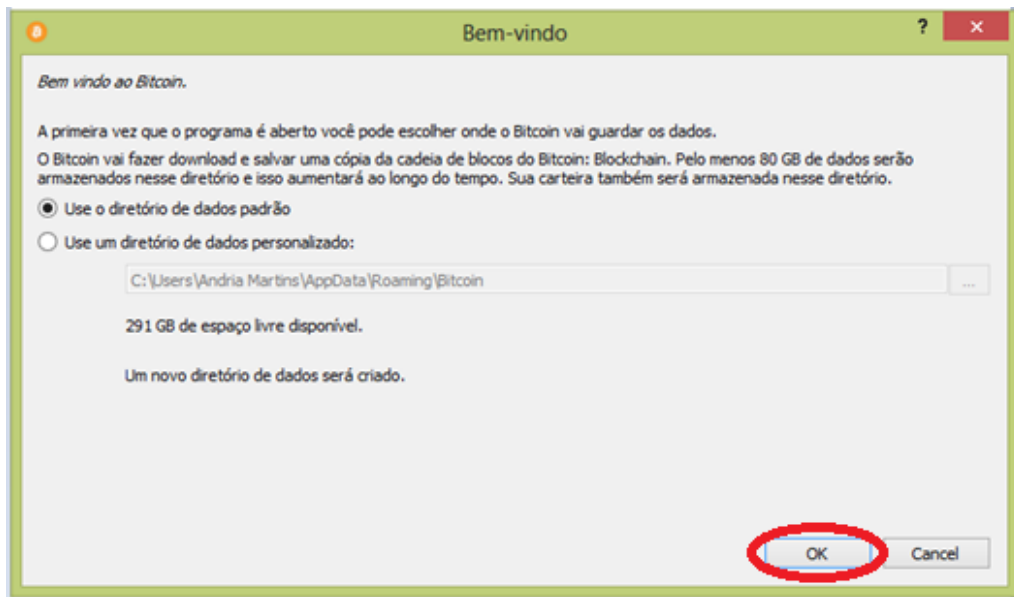 Bem-vindo
?
Bem vindo ao Bitcoin.
A primeira vez que o programa é aberto você pode escolher onde o Bitcoin vai guardar os dados.
O Bitcoin vai fazer download e salvar uma cópia da cadeia de blocos do Bitcoin: Blockchain. Pelo menos 80 GB de dados serão
armazenados nesse diretório e isso aumentará ao longo do tempo. Sua carteira também será armazenada nesse diretório.
Use o diretório de dados padrão
Use um diretório de dados personalizado:
C:\Users\Andria Martins\AppData\Roaming\Bitcoin
...
291 GB de espaço livre disponível.
Um novo diretório de dados será criado.
OK
Cancel